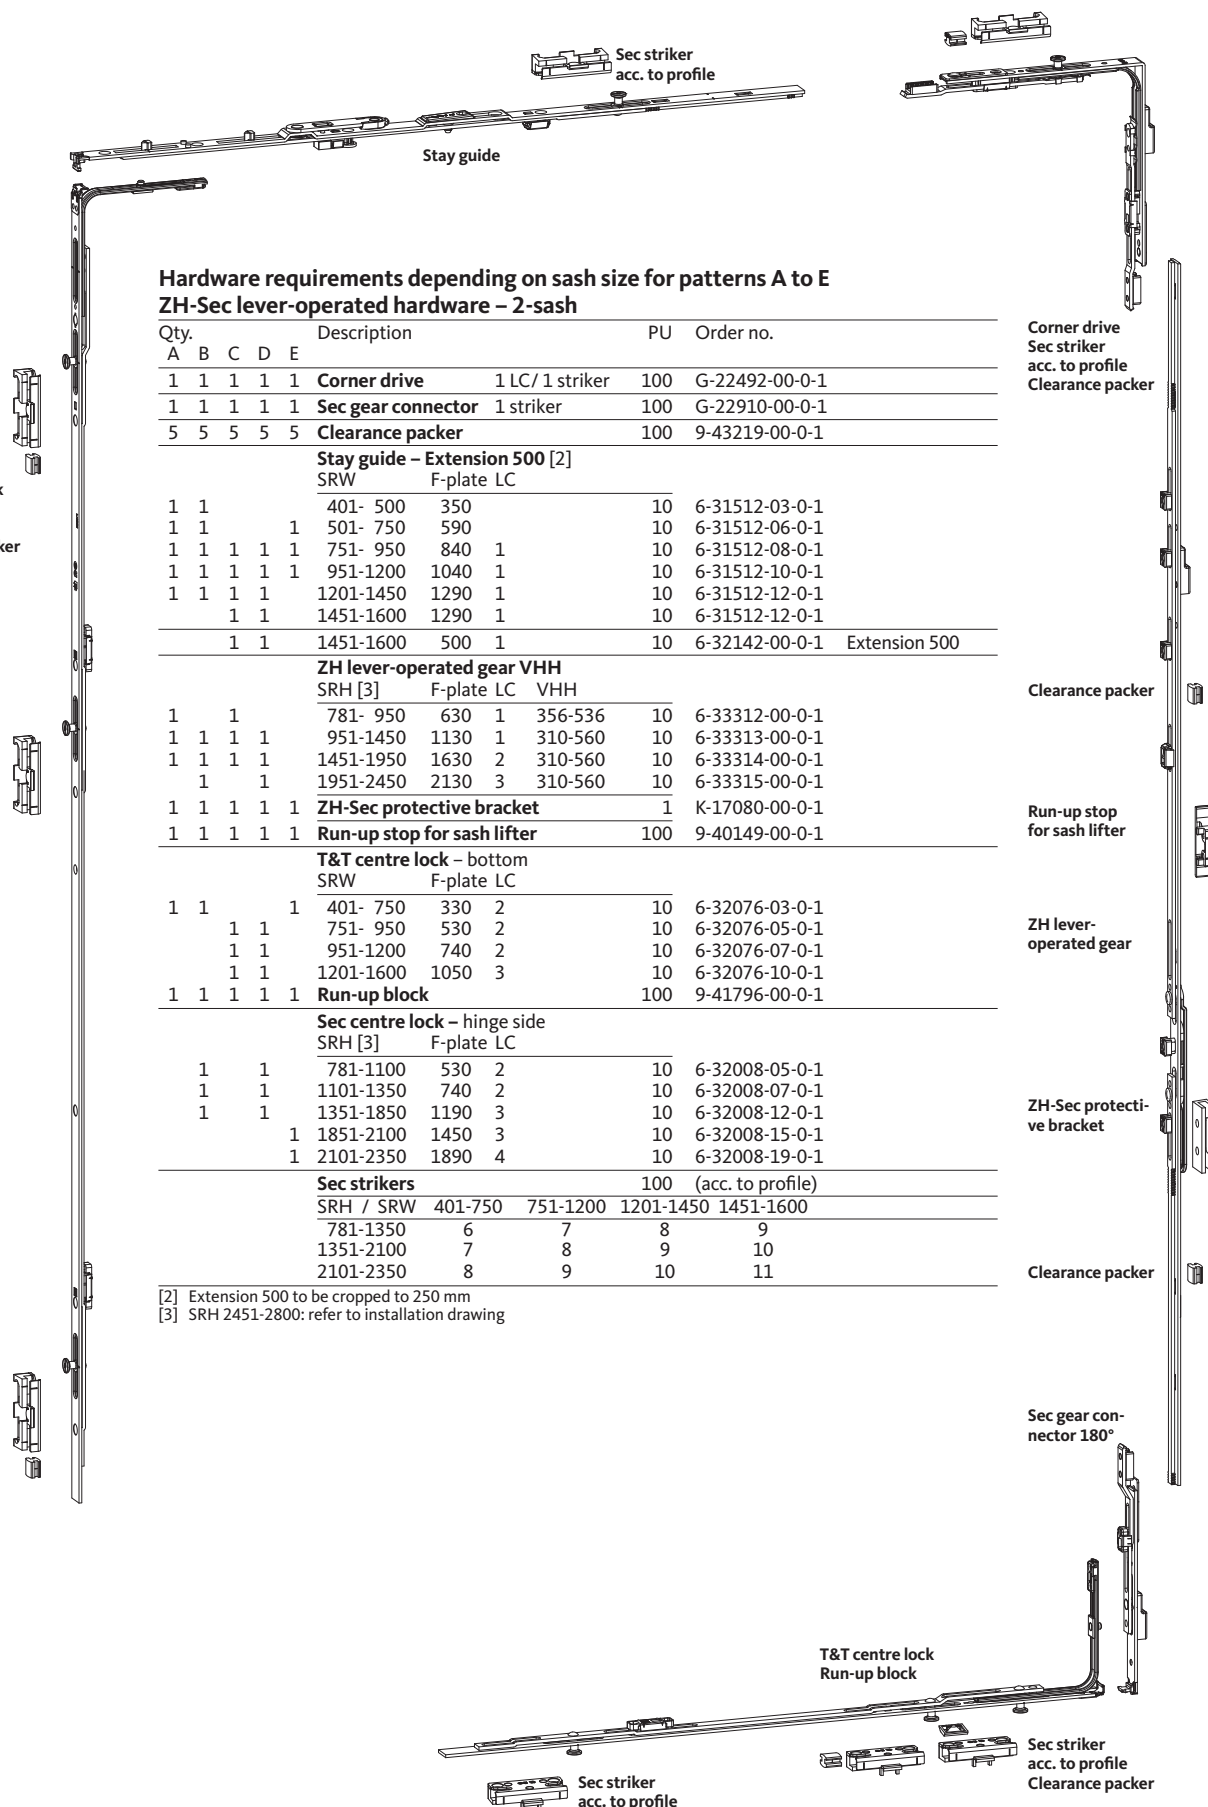 Sec striker
acc. to profile
Stay guide
Hardware requirements depending on sash size for patterns A to E
ZH-Sec lever-operated hardware – 2-sash
Qty. Description PU Order no.
A B C D E
1 1 1 1 1 Corner drive 1 LC/ 1 striker 100 G-22492-00-0-1
1 1 1 1 1 Sec gear connector 1 striker 100 G-22910-00-0-1
5 5 5 5 5 Clearance packer 100 9-43219-00-0-1
Stay guide – Extension 500 [2]
SRW F-plate LC
1 1 401- 500 350 10 6-31512-03-0-1
1 1 1 501- 750 590 10 6-31512-06-0-1
1 1 1 1 1 751- 950 840 1 10 6-31512-08-0-1
1 1 1 1 1 951-1200 1040 1 10 6-31512-10-0-1
1 1 1 1 1201-1450 1290 1 10 6-31512-12-0-1
1 1 1451-1600 1290 1 10 6-31512-12-0-1
1 1 1451-1600 500 1 10 6-32142-00-0-1 Extension 500
ZH lever-operated gear VHH
SRH [3] F-plate LC VHH
1 1 781- 950 630 1 356-536 10 6-33312-00-0-1
1 1 1 1 951-1450 1130 1 310-560 10 6-33313-00-0-1
1 1 1 1 1451-1950 1630 2 310-560 10 6-33314-00-0-1
1 1 1951-2450 2130 3 310-560 10 6-33315-00-0-1
1 1 1 1 1 ZH-Sec protective bracket 1 K-17080-00-0-1
1 1 1 1 1 Run-up stop for sash lifter 100 9-40149-00-0-1
T&T centre lock – bottom
SRW F-plate LC
1 1 1 401- 750 330 2 10 6-32076-03-0-1
1 1 751- 950 530 2 10 6-32076-05-0-1
1 1 951-1200 740 2 10 6-32076-07-0-1
1 1 1201-1600 1050 3 10 6-32076-10-0-1
1 1 1 1 1 Run-up block 100 9-41796-00-0-1
Sec centre lock – hinge side
SRH [3] F-plate LC
1 1 781-1100 530 2 10 6-32008-05-0-1
1 1 1101-1350 740 2 10 6-32008-07-0-1
1 1 1351-1850 1190 3 10 6-32008-12-0-1
1 1851-2100 1450 3 10 6-32008-15-0-1
1 2101-2350 1890 4 10 6-32008-19-0-1
Sec strikers 100 (acc. to profile)
SRH / SRW 401-750 751-1200 1201-1450 1451-1600
781-1350 6 7 8 9
1351-2100 7 8 9 10
2101-2350 8 9 10 11
[2] Extension 500 to be cropped to 250 mm
[3] SRH 2451-2800: refer to installation drawing
Corner drive
Sec striker
acc. to profile
Clearance packer
Clearance packer
Run-up stop
for sash lifter
ZH lever-
operated gear
ZH-Sec protecti-
ve bracket
Clearance packer
Sec gear con-
nector 180°
T&T centre lock
Run-up block
Sec striker
acc. to profile
Clearance packer
Sec striker
acc. to profile